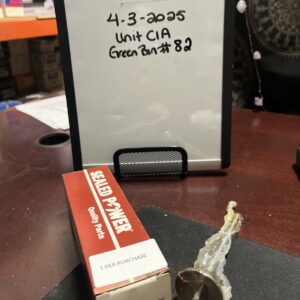 4-3-2025
Unit C1A
Green Bin # 82
SEALED POWER
Quality Parts
1 PER PURCHASE